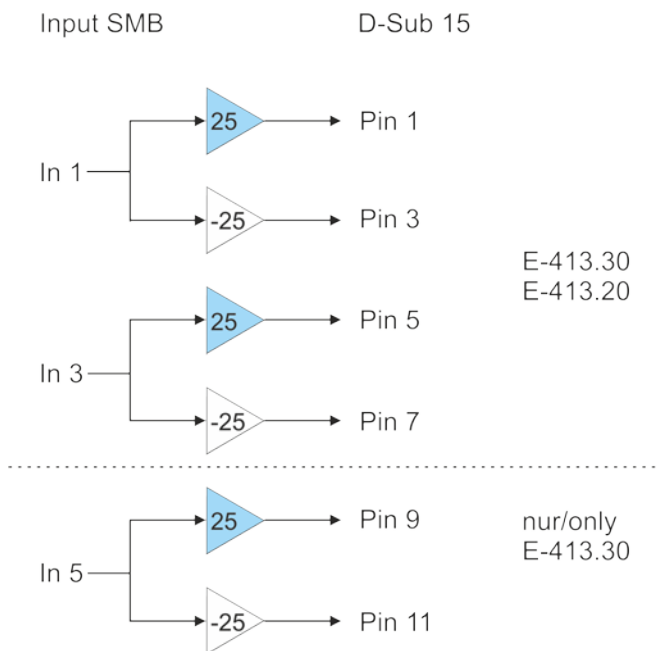 Input SMB D-Sub 15
25 Pin 1
In 1
-25 Pin 3
E-413.30
E-413.20
25 Pin 5
In 3
-25 Pin 7
25 Pin 9
nur/only
E-413.30
In 5
-25 Pin 11